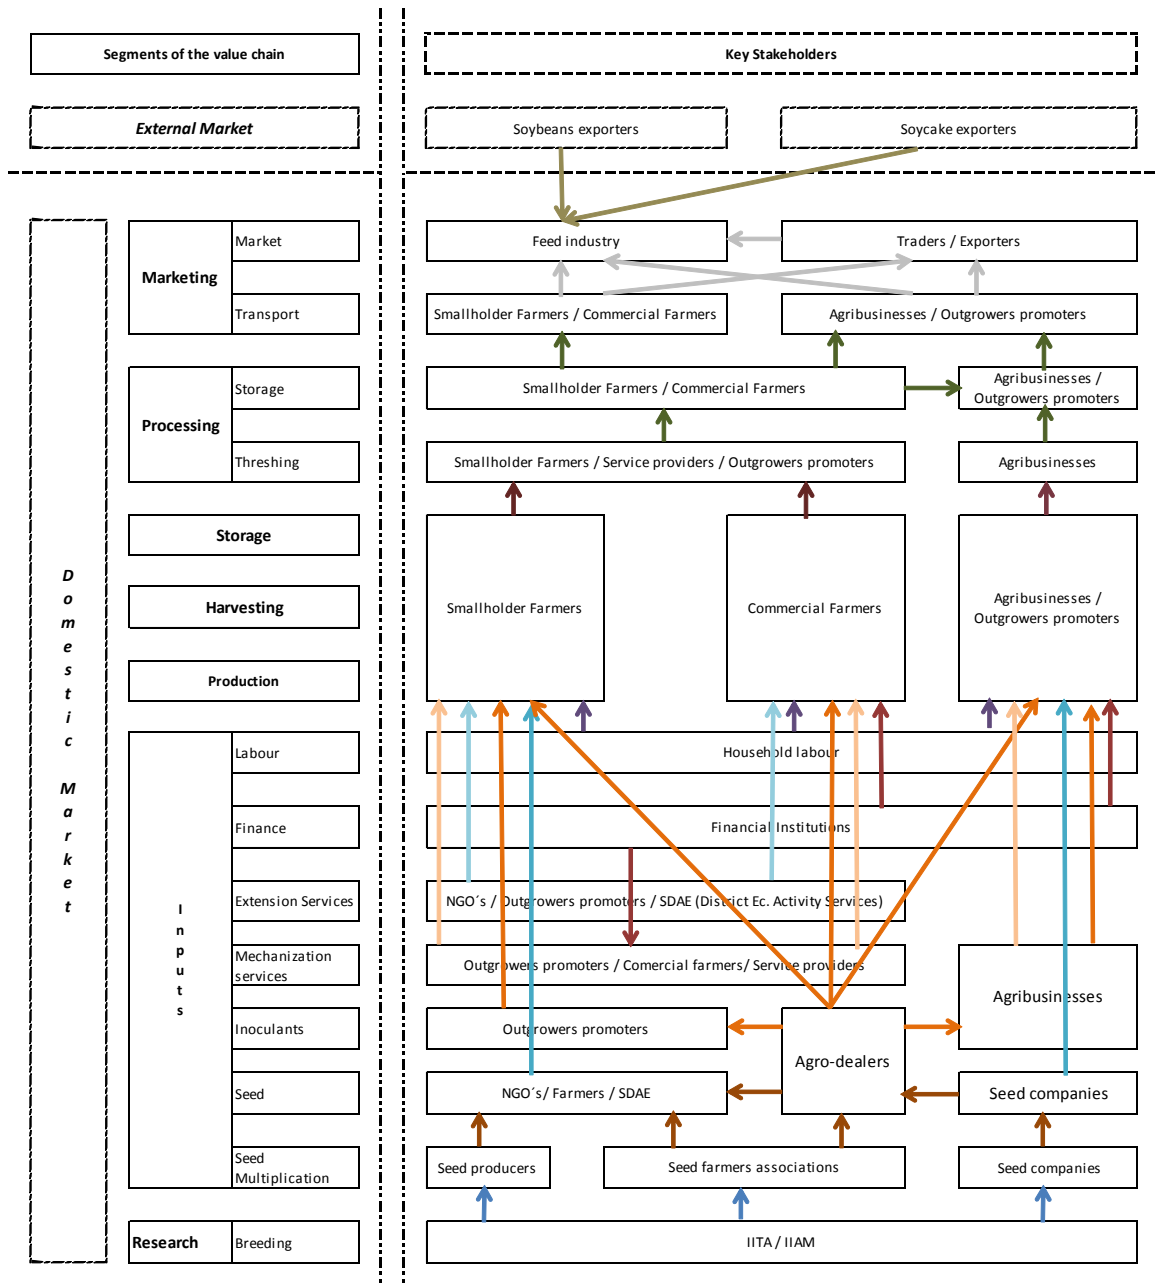 Segments of the value chain
Key Stakeholders
External Market
Soybeans exporters
Soycake exporters
Domestic Market
Marketing
Market
Feed industry
Traders / Exporters
Transport
Smallholder Farmers / Commercial Farmers
Agribusinesses / Outgrowers promoters
Processing
Storage
Smallholder Farmers / Commercial Farmers
Agribusinesses /
Outgrowers promoters
Threshing
Smallholder Farmers / Service providers / Outgrowers promoters
Agribusinesses
Storage
Harvesting
Production
Smallholder Farmers
Commercial Farmers
Agribusinesses /
Outgrowers promoters
Inputs
Labour
Household labour
Finance
Financial Institutions
Extension Services
NGO´s / Outgrowers promoters / SDAE (District Ec. Activity Services)
Mechanization
services
Outgrowers promoters / Comercial farmers/ Service providers
Agribusinesses
Inoculants
Outgrowers promoters
Agro-dealers
Seed
NGO´s/ Farmers / SDAE
Seed companies
Seed
Multiplication
Seed producers
Seed farmers associations
Seed companies
Research
Breeding
IITA / IIAM